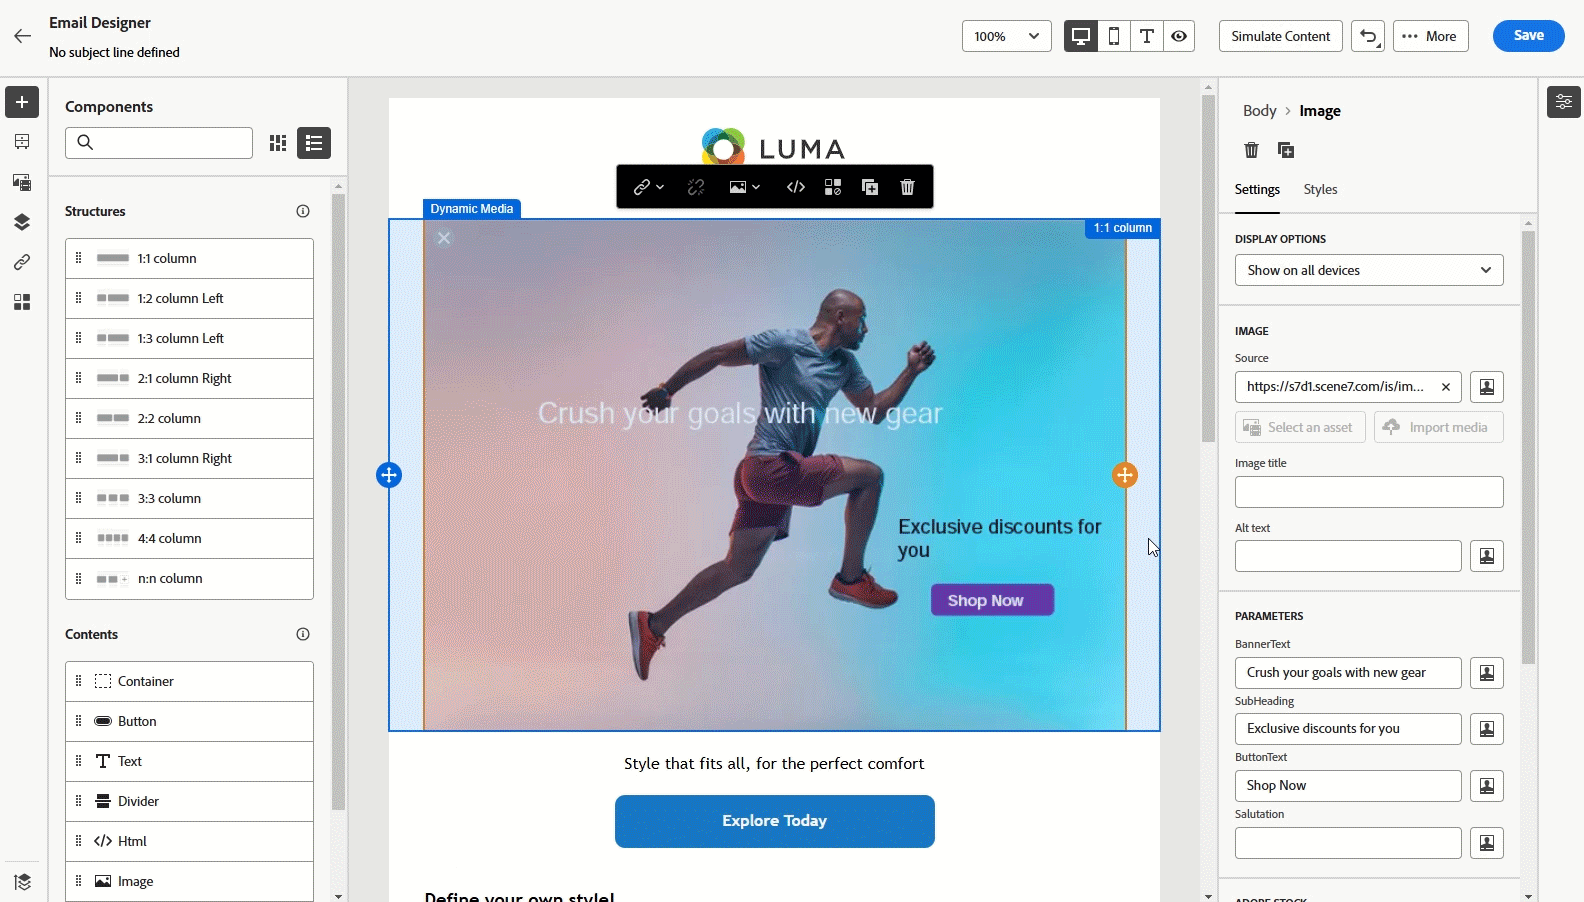 Email Designer
No subject line defined
100%
Simulate Content
More
Save
Components
Structures
1:1 column
1:2 column Left
1:3 column Left
2:1 column Right
2:2 column
3:1 column Right
3:3 column
4:4 column
n:n column
Contents
Container
Button
Text
Divider
Html
Image
LUMA
Dynamic Media
1:1 column
Crush your goals with new gear
Exclusive discounts for
you
Shop Now
Style that fits all, for the perfect comfort
Explore Today
Define your own style!
Body > Image
Settings
Styles
DISPLAY OPTIONS
Show on all devices
IMAGE
Source
https://s7d1.scene7.com/is/im...
Select an asset
Import media
Image title
Alt text
PARAMETERS
BannerText
Crush your goals with new gear
SubHeading
Exclusive discounts for you
ButtonText
Shop Now
Salutation
ADOBE STOCK